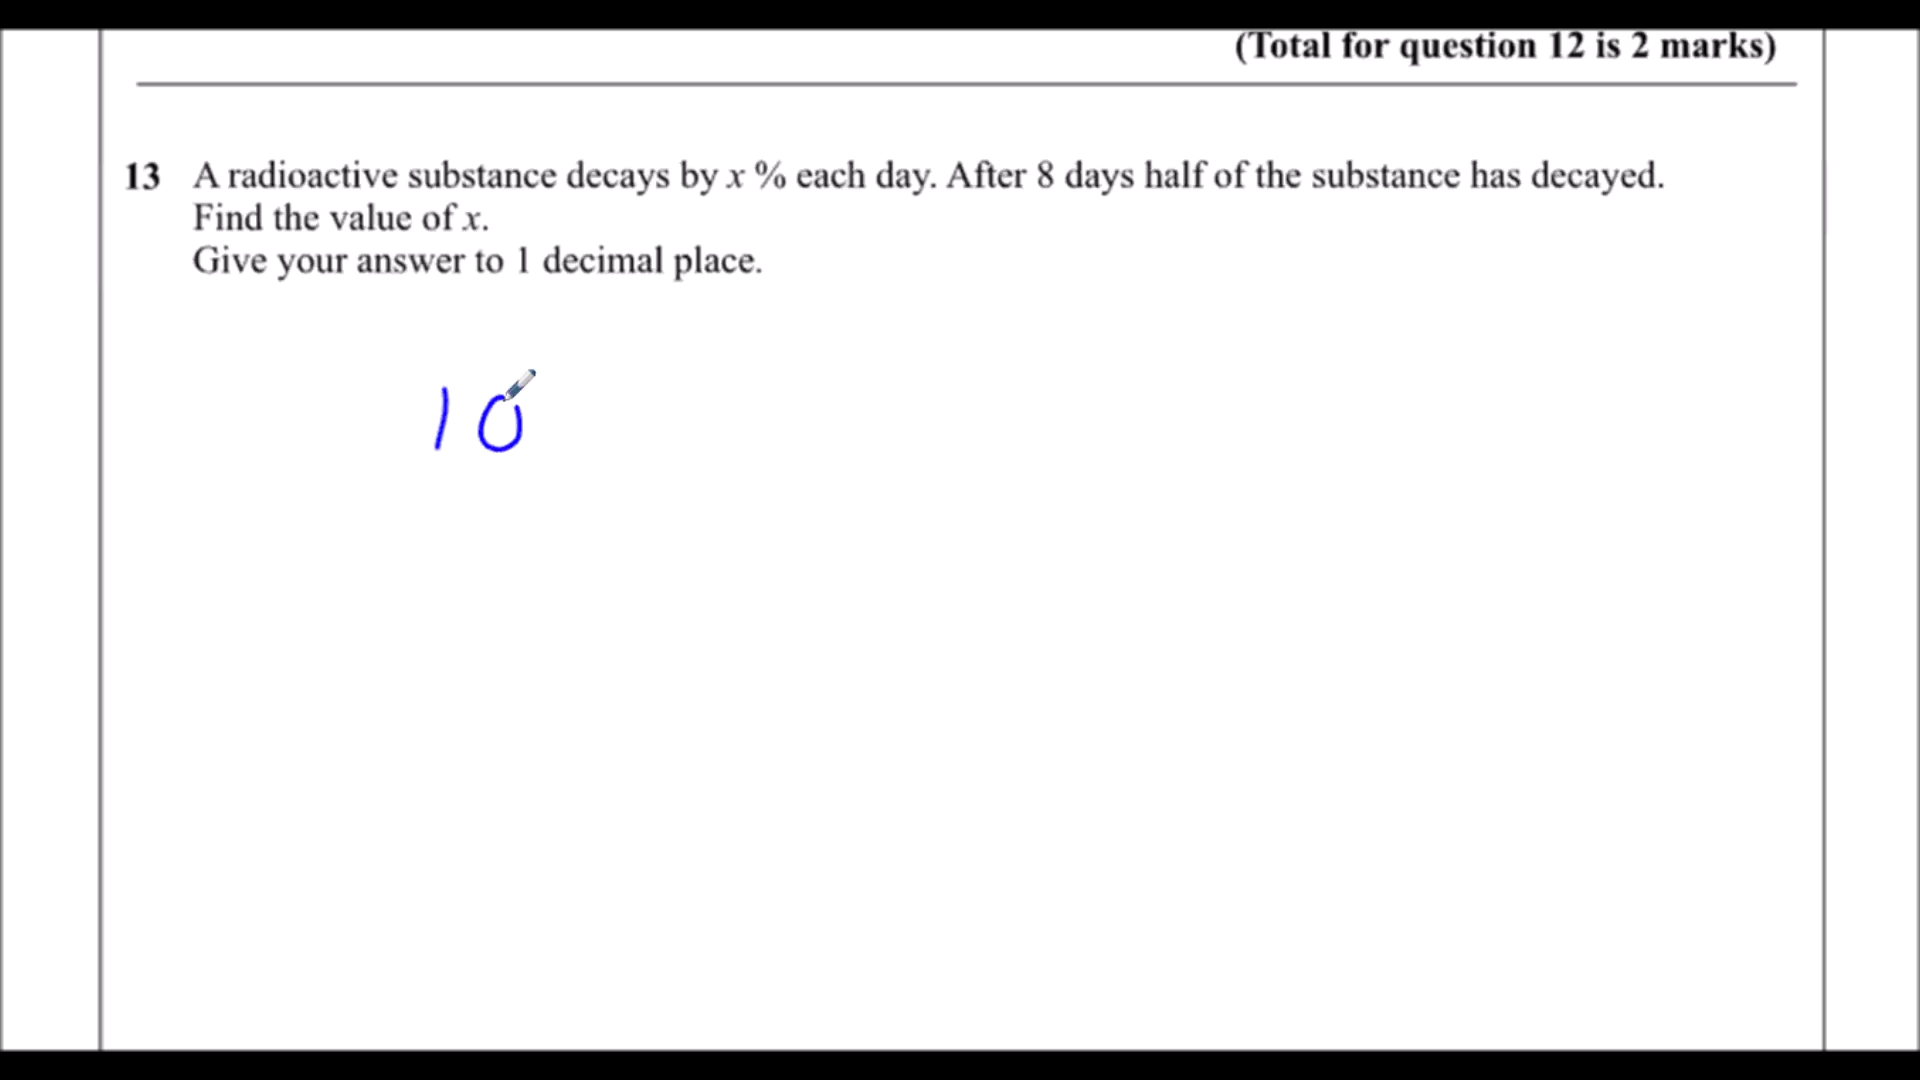 (Total for question 12 is 2 marks)
13 A radioactive substance decays by x % each day. After 8 days half of the substance has decayed.
Find the value of x.
Give your answer to 1 decimal place.
10